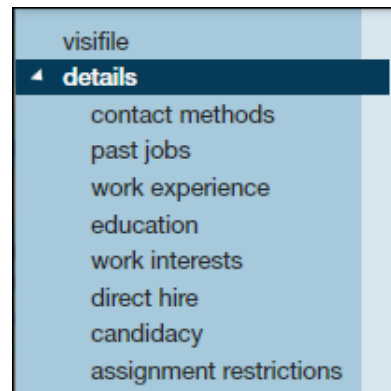 visifile
details
contact methods
past jobs
work experience
education
work interests
direct hire
candidacy
assignment restrictions